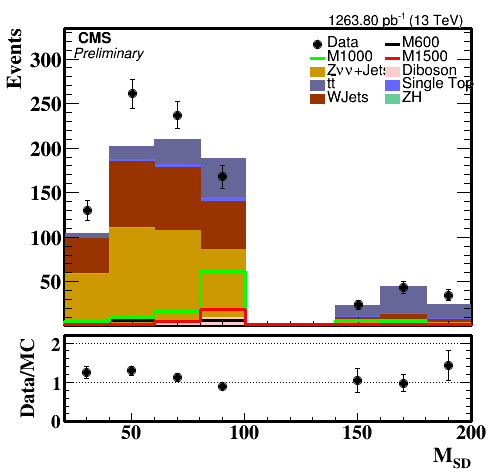 1263.80 pb⁻¹ (13 TeV)
CMS
Preliminary
Data
M600
M1000
M1500
Zνν+Jets
Diboson
tt
Single Top
WJets
ZH
Events
300
250
200
150
100
50
Data/MC
2
1
0
50
100
150
200
M_SD